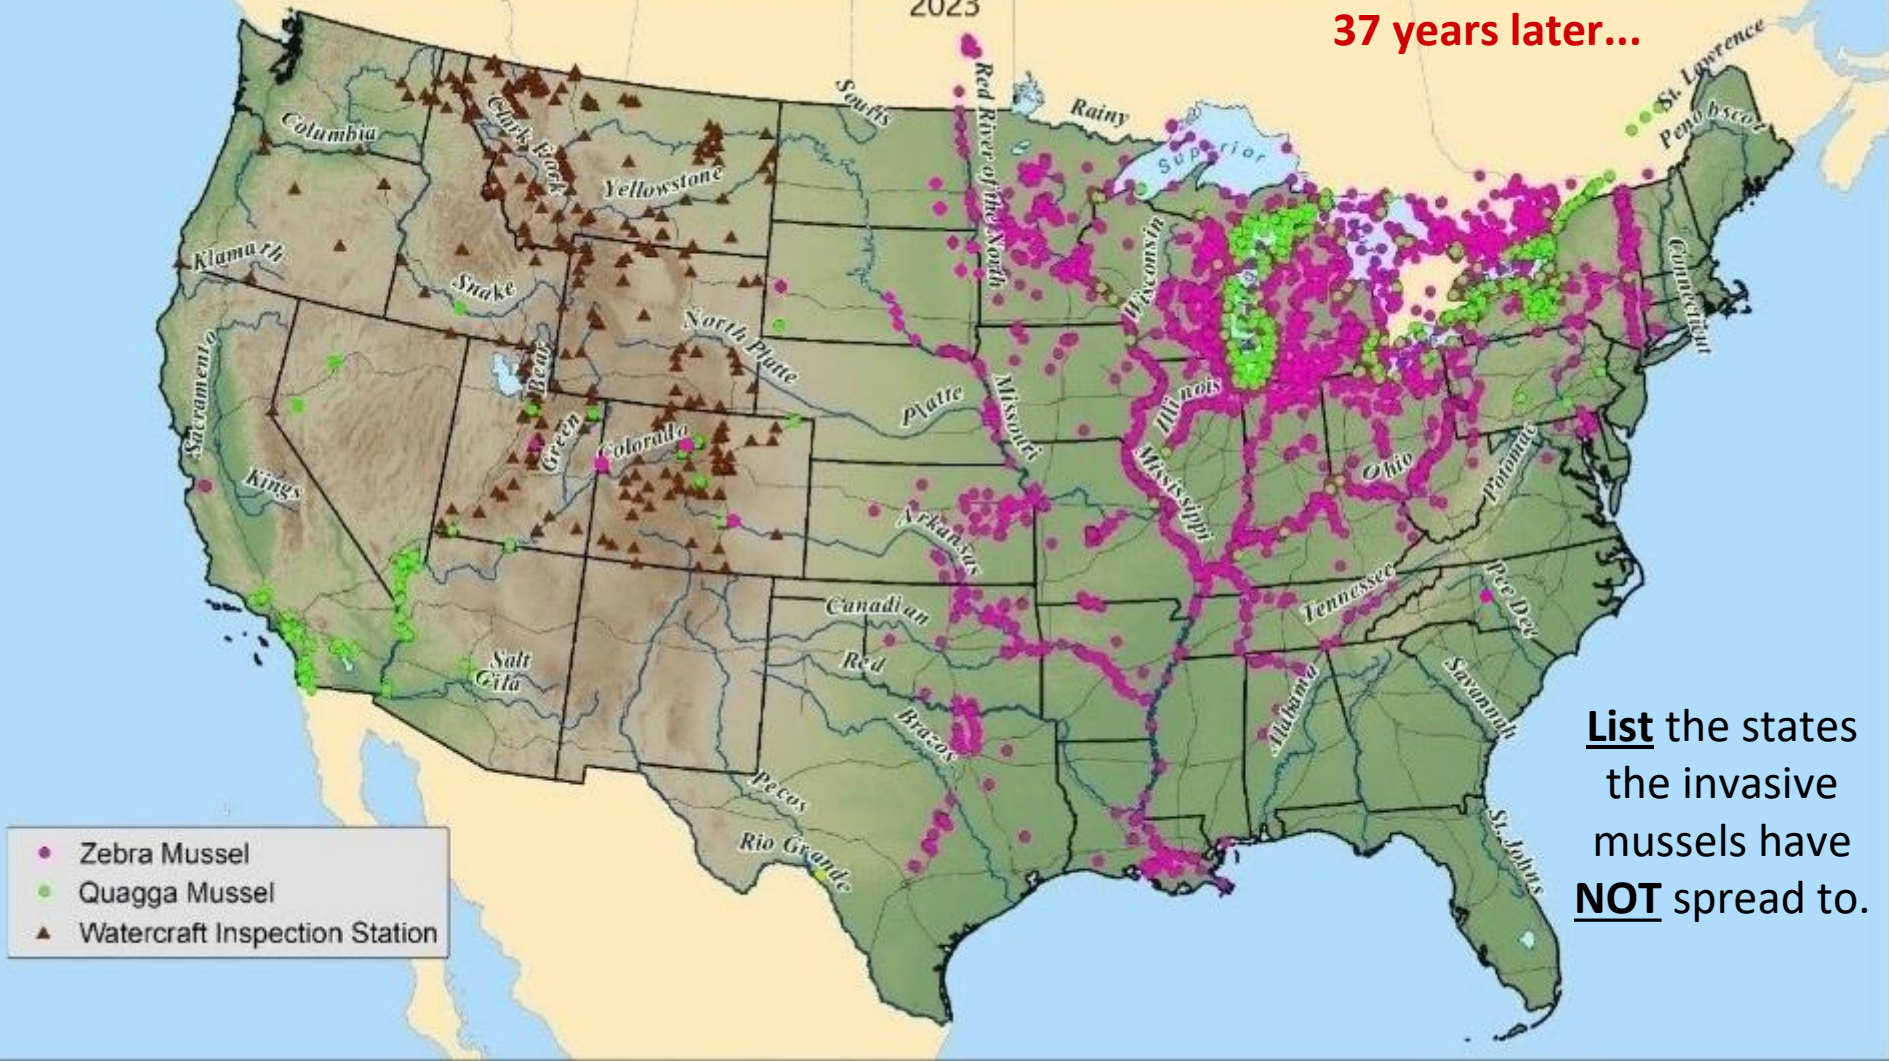 2023
37 years later...
St. Lawrence
Penobscot
Souris
Red River of the North
Rainy
Superior
Columbia
Clark Fork
Yellowstone
Klamarh
Snake
Wisconsin
Connecticut
Sacramento
Bear
North Platte
Platte
Missouri
Illinois
Green
Colorado
Kings
Mississippi
Ohio
Potomac
Arkansas
Canadian
Tennessee
Pee Dee
Salt
Gila
Red
Savannah
Brazos
Alabama
Pecos
Rio Grande
St. Johns
List the states
the invasive
mussels have
NOT spread to.
Zebra Mussel
Quagga Mussel
Watercraft Inspection Station